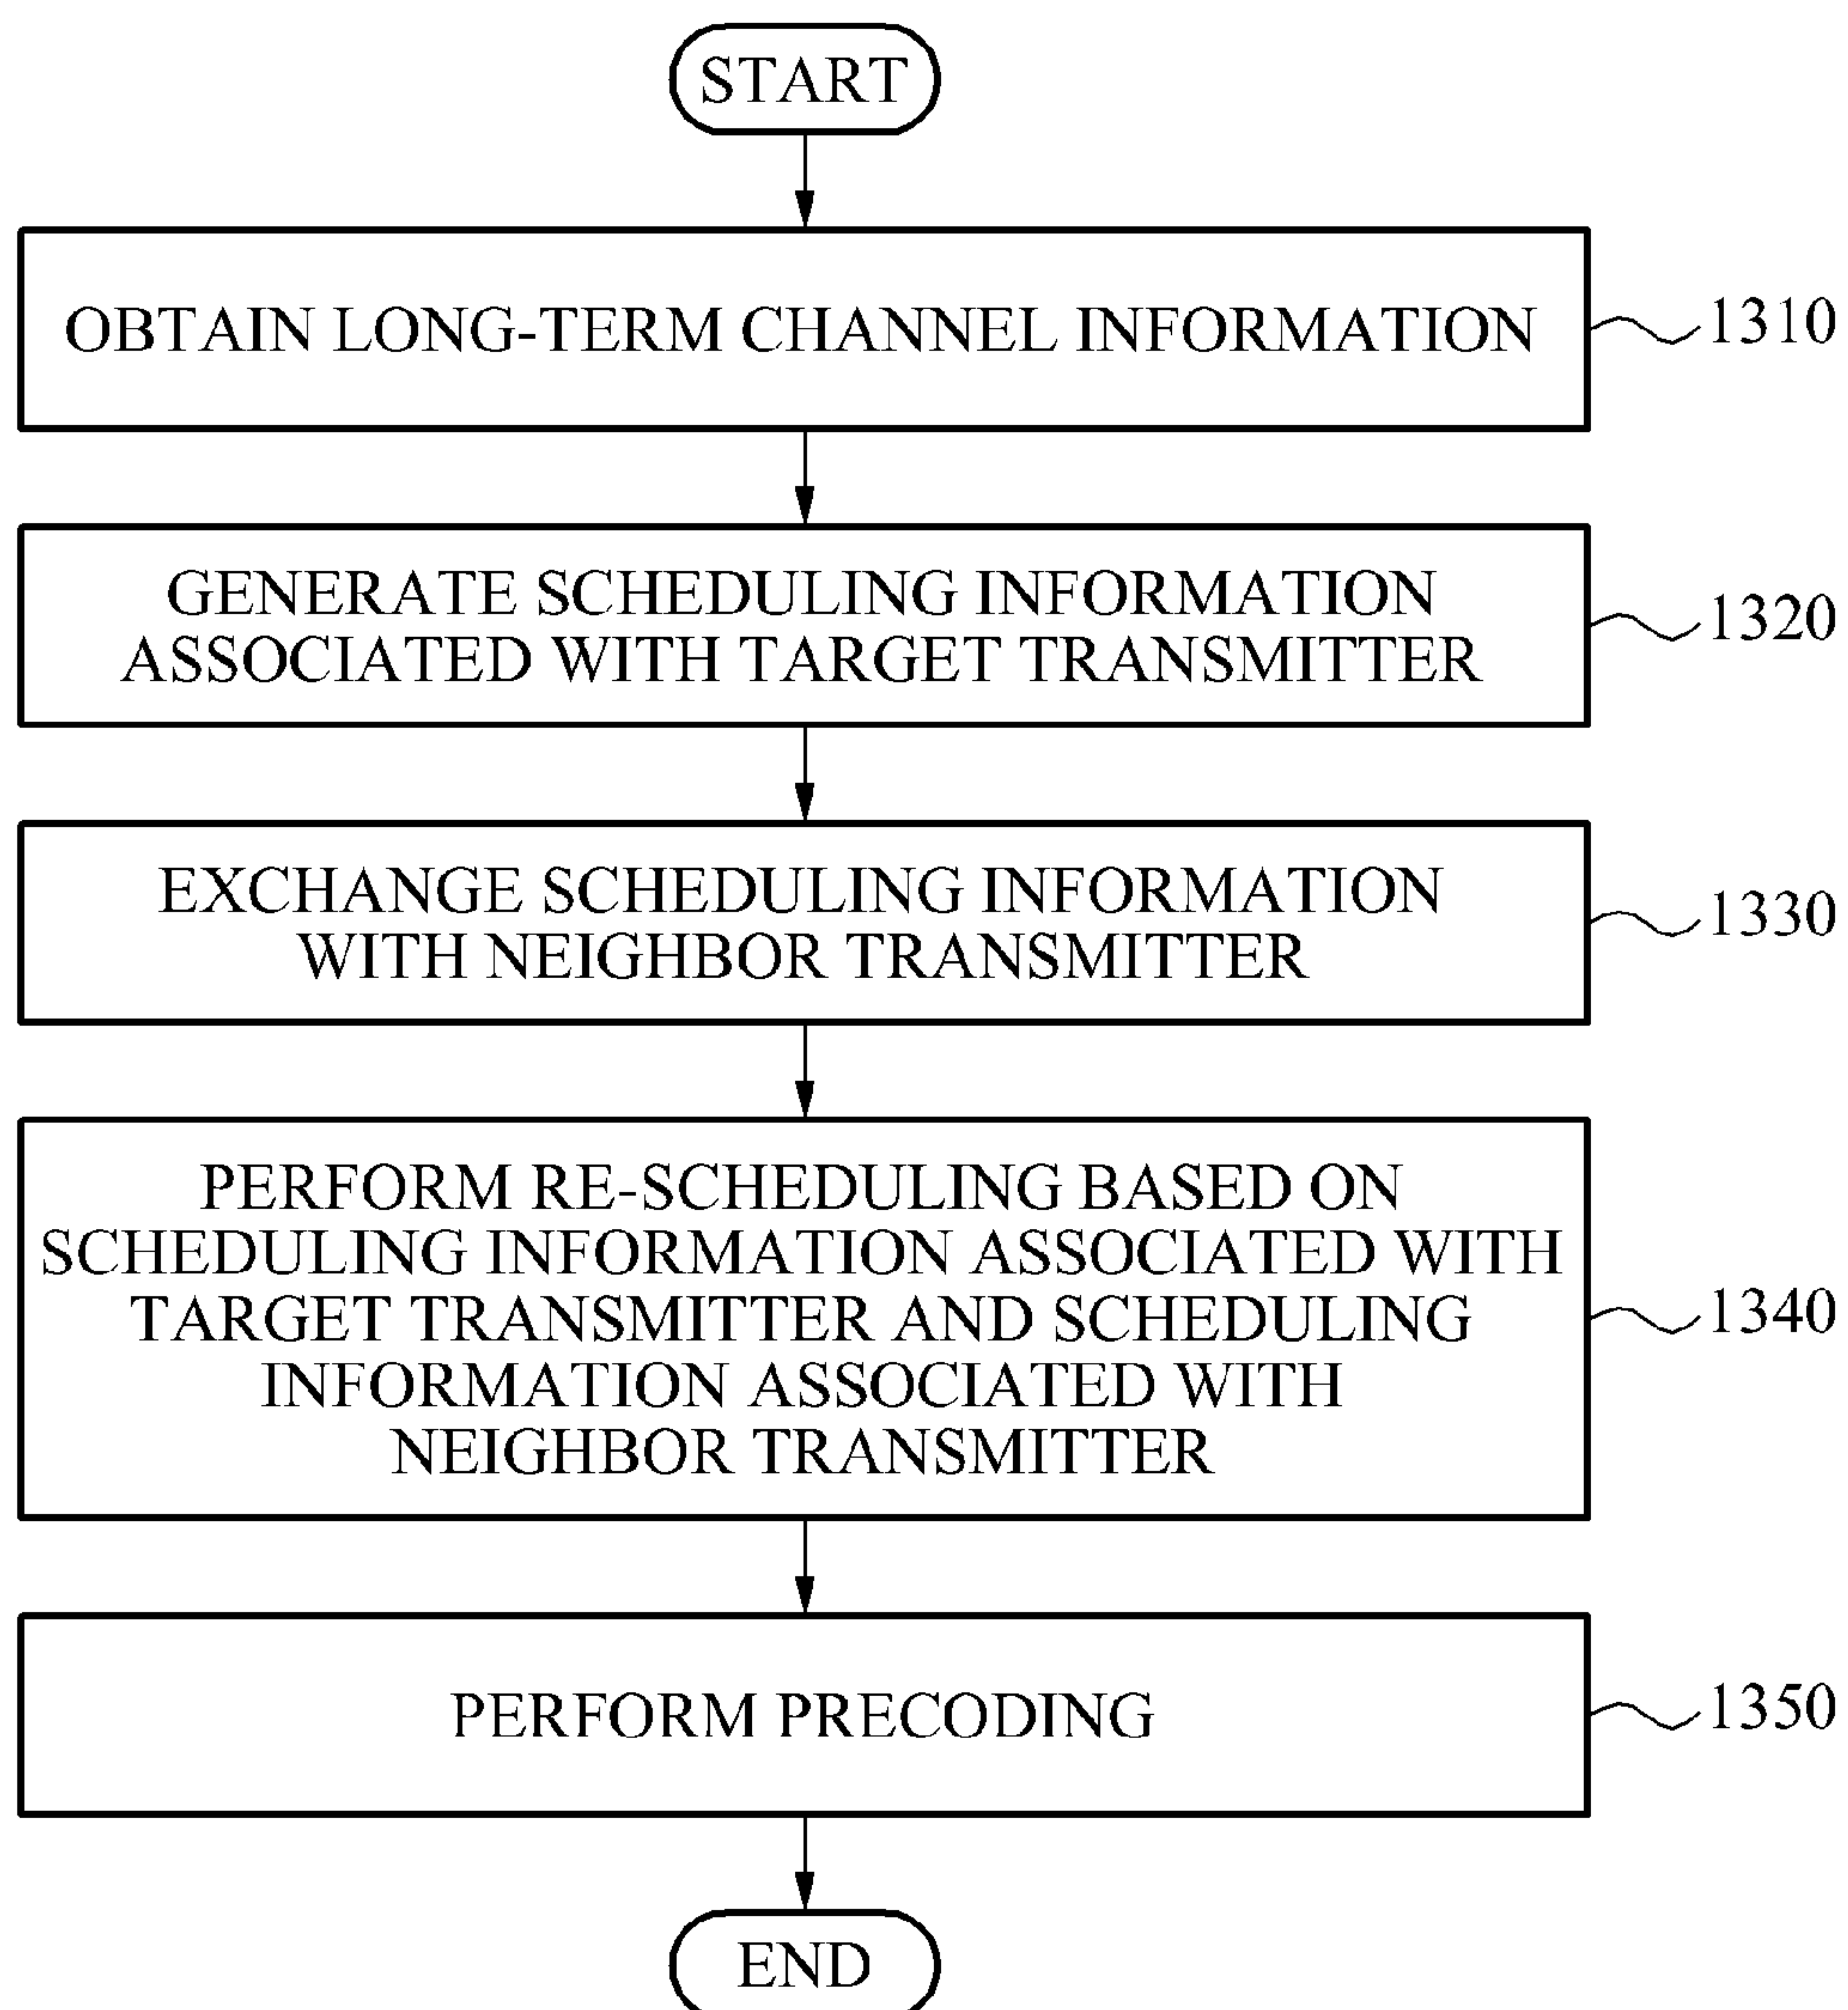 START
OBTAIN LONG-TERM CHANNEL INFORMATION
1310
GENERATE SCHEDULING INFORMATION
ASSOCIATED WITH TARGET TRANSMITTER
1320
EXCHANGE SCHEDULING INFORMATION
WITH NEIGHBOR TRANSMITTER
1330
PERFORM RE-SCHEDULING BASED ON
SCHEDULING INFORMATION ASSOCIATED WITH
TARGET TRANSMITTER AND SCHEDULING
INFORMATION ASSOCIATED WITH
NEIGHBOR TRANSMITTER
1340
PERFORM PRECODING
1350
END